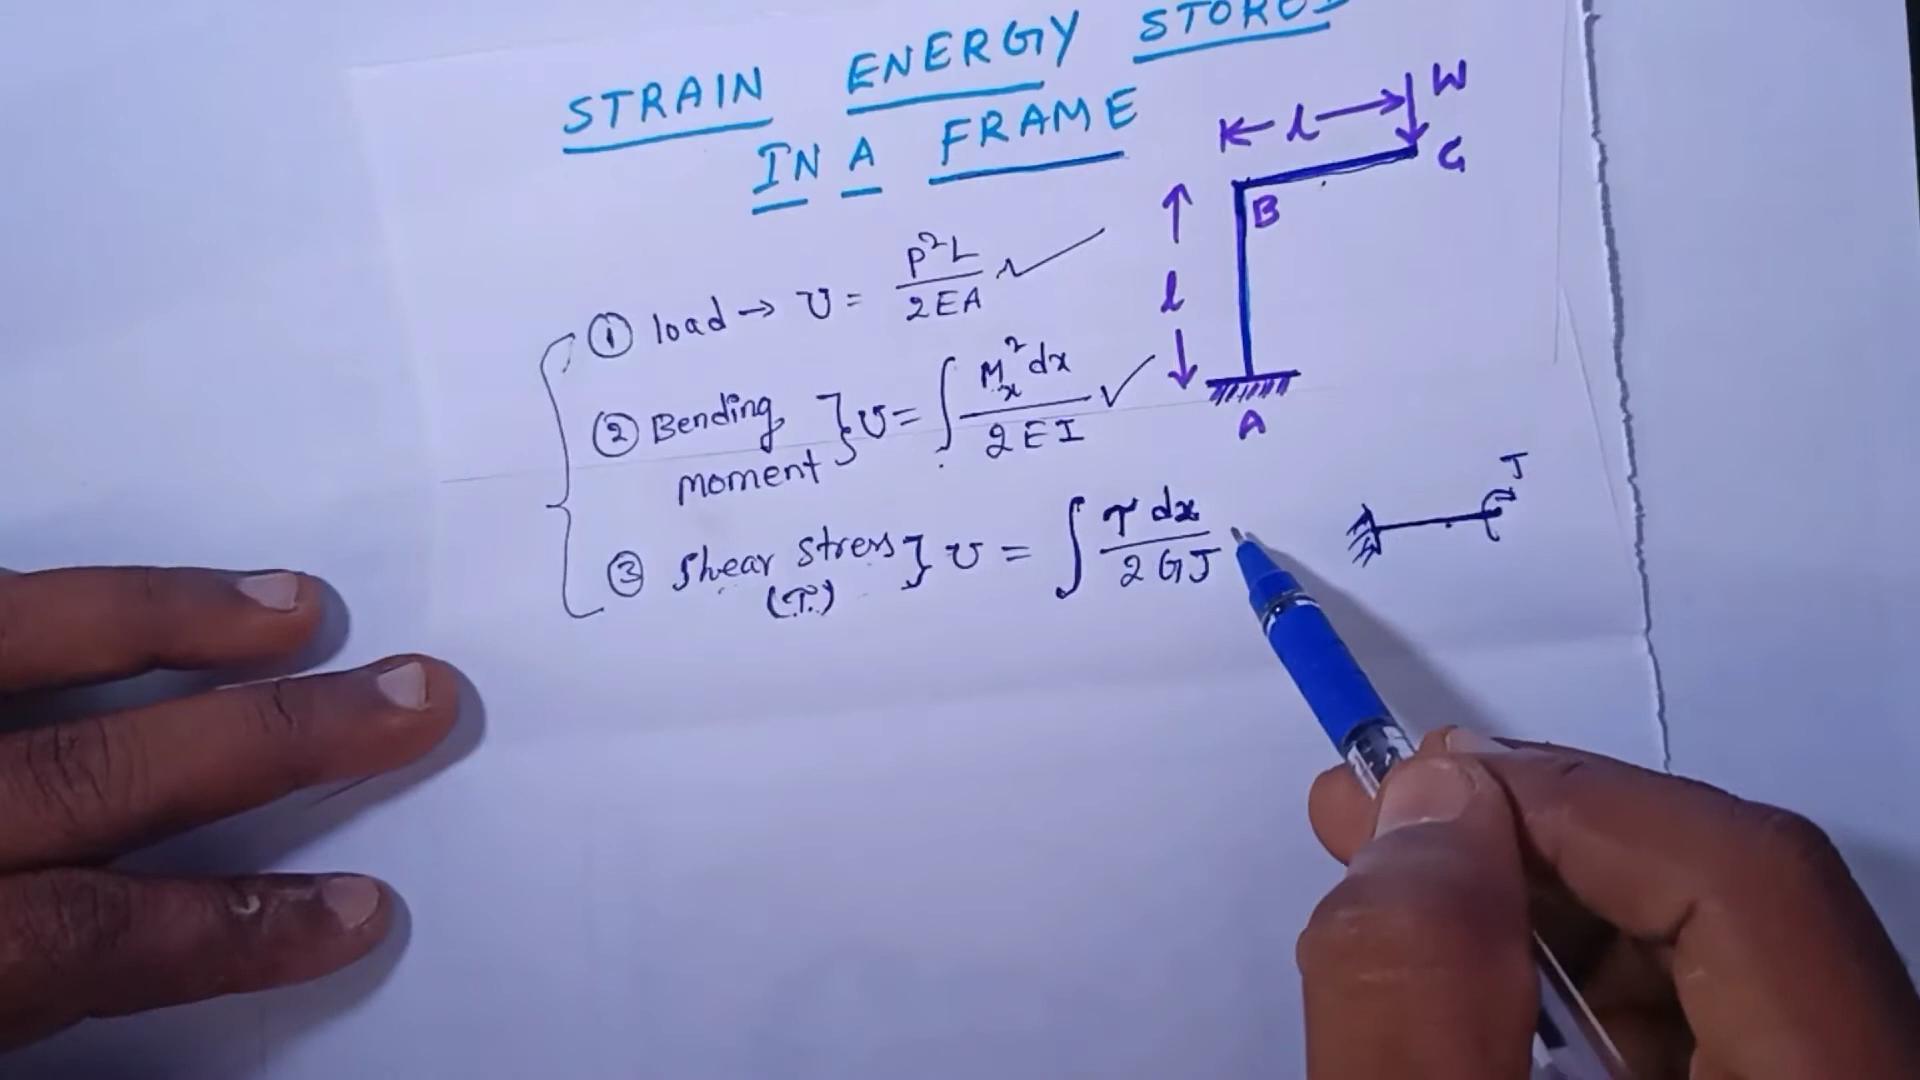 STRAIN ENERGY STORED
IN A FRAME
① load → U = P²L / 2EA ✓
② Bending moment } U = ∫ Mₓ² dx / 2EI ✓
③ Shear stress (τ) } U = ∫ τ dx / 2GJ
W
l
C
B
l
A
T